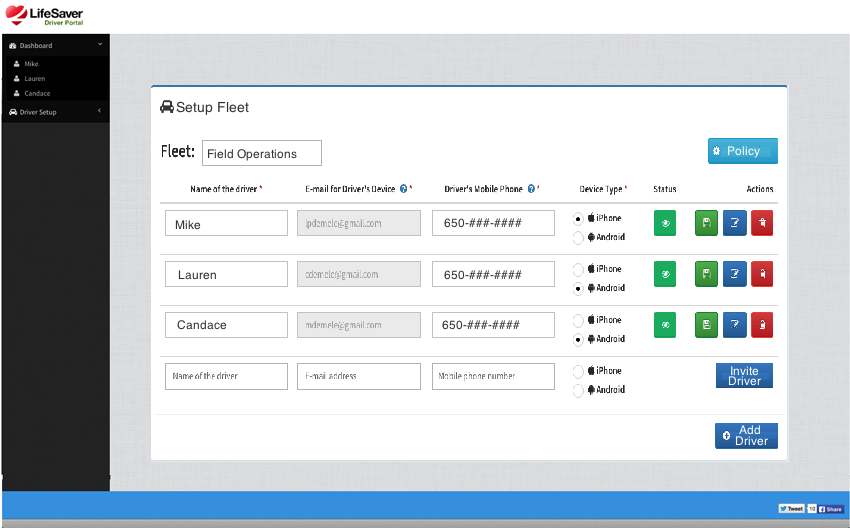 LifeSaver
Driver Portal
Dashboard
Mike
Lauren
Candace
Driver Setup
Setup Fleet
Fleet: Field Operations
Policy
Name of the driver * E-mail for Driver's Device ? * Driver's Mobile Phone ? * Device Type * Status Actions
Mike lpdemele@gmail.com 650-###-#### iPhone
Android
Lauren cdemele@gmail.com 650-###-#### iPhone
Android
Candace mdemele@gmail.com 650-###-#### iPhone
Android
Name of the driver E-mail address Mobile phone number iPhone
Android
Invite
Driver
Add
Driver
Tweet 10 Share